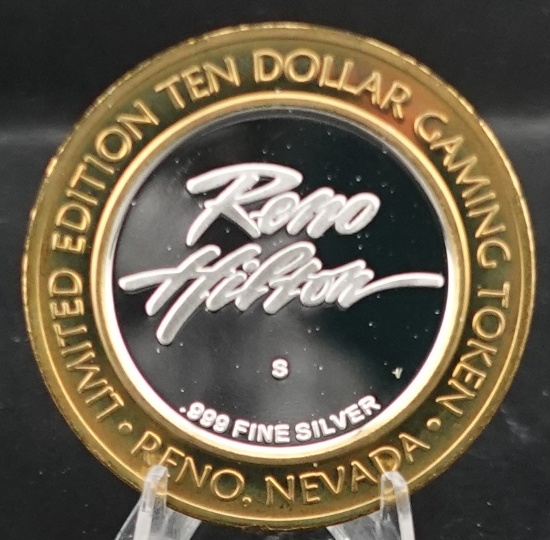 LIMITED EDITION TEN DOLLAR GAMING TOKEN
Reno
Hilton
S
.999 FINE SILVER
• RENO, NEVADA •